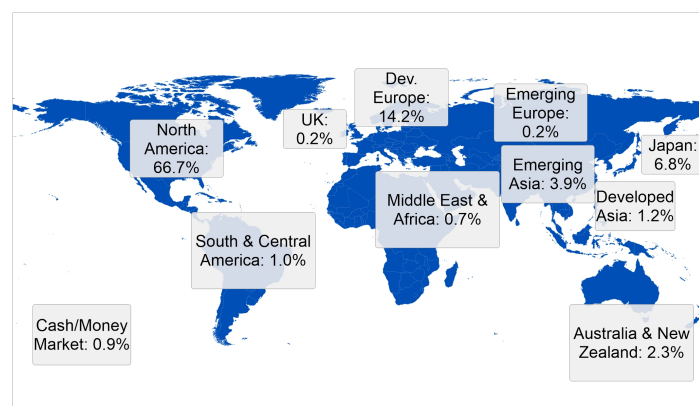 Dev.
Europe:
14.2%
Emerging
Europe:
0.2%
UK:
0.2%
North
America:
66.7%
Japan:
6.8%
Emerging
Asia: 3.9%
Middle East &
Africa: 0.7%
Developed
Asia: 1.2%
South & Central
America: 1.0%
Cash/Money
Market: 0.9%
Australia & New
Zealand: 2.3%